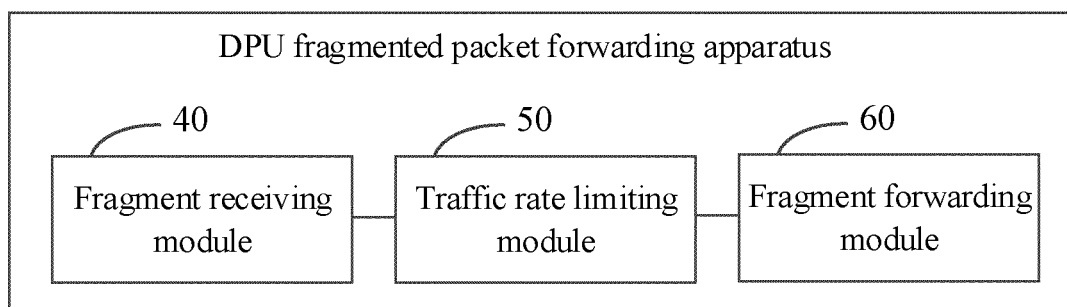 DPU fragmented packet forwarding apparatus
40
50
60
Fragment receiving
module
Traffic rate limiting
module
Fragment forwarding
module